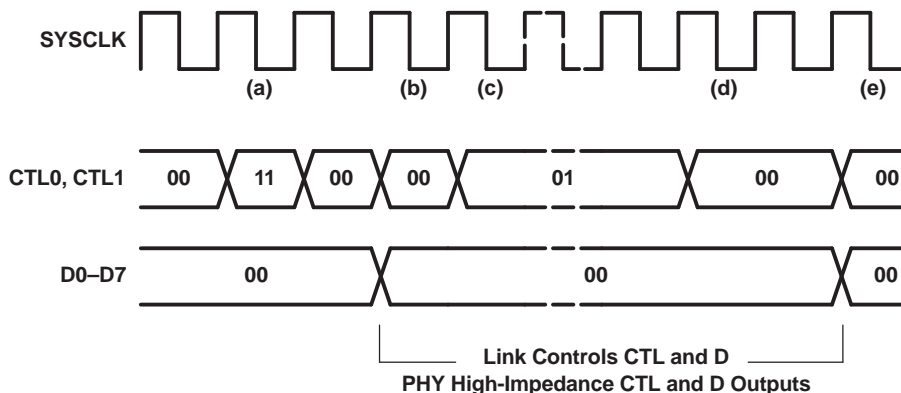 SYSCLK
(a) (b) (c) (d) (e)
CTL0, CTL1 00 11 00 00 01 00 00
D0–D7 00 00 00
Link Controls CTL and D
PHY High-Impedance CTL and D Outputs